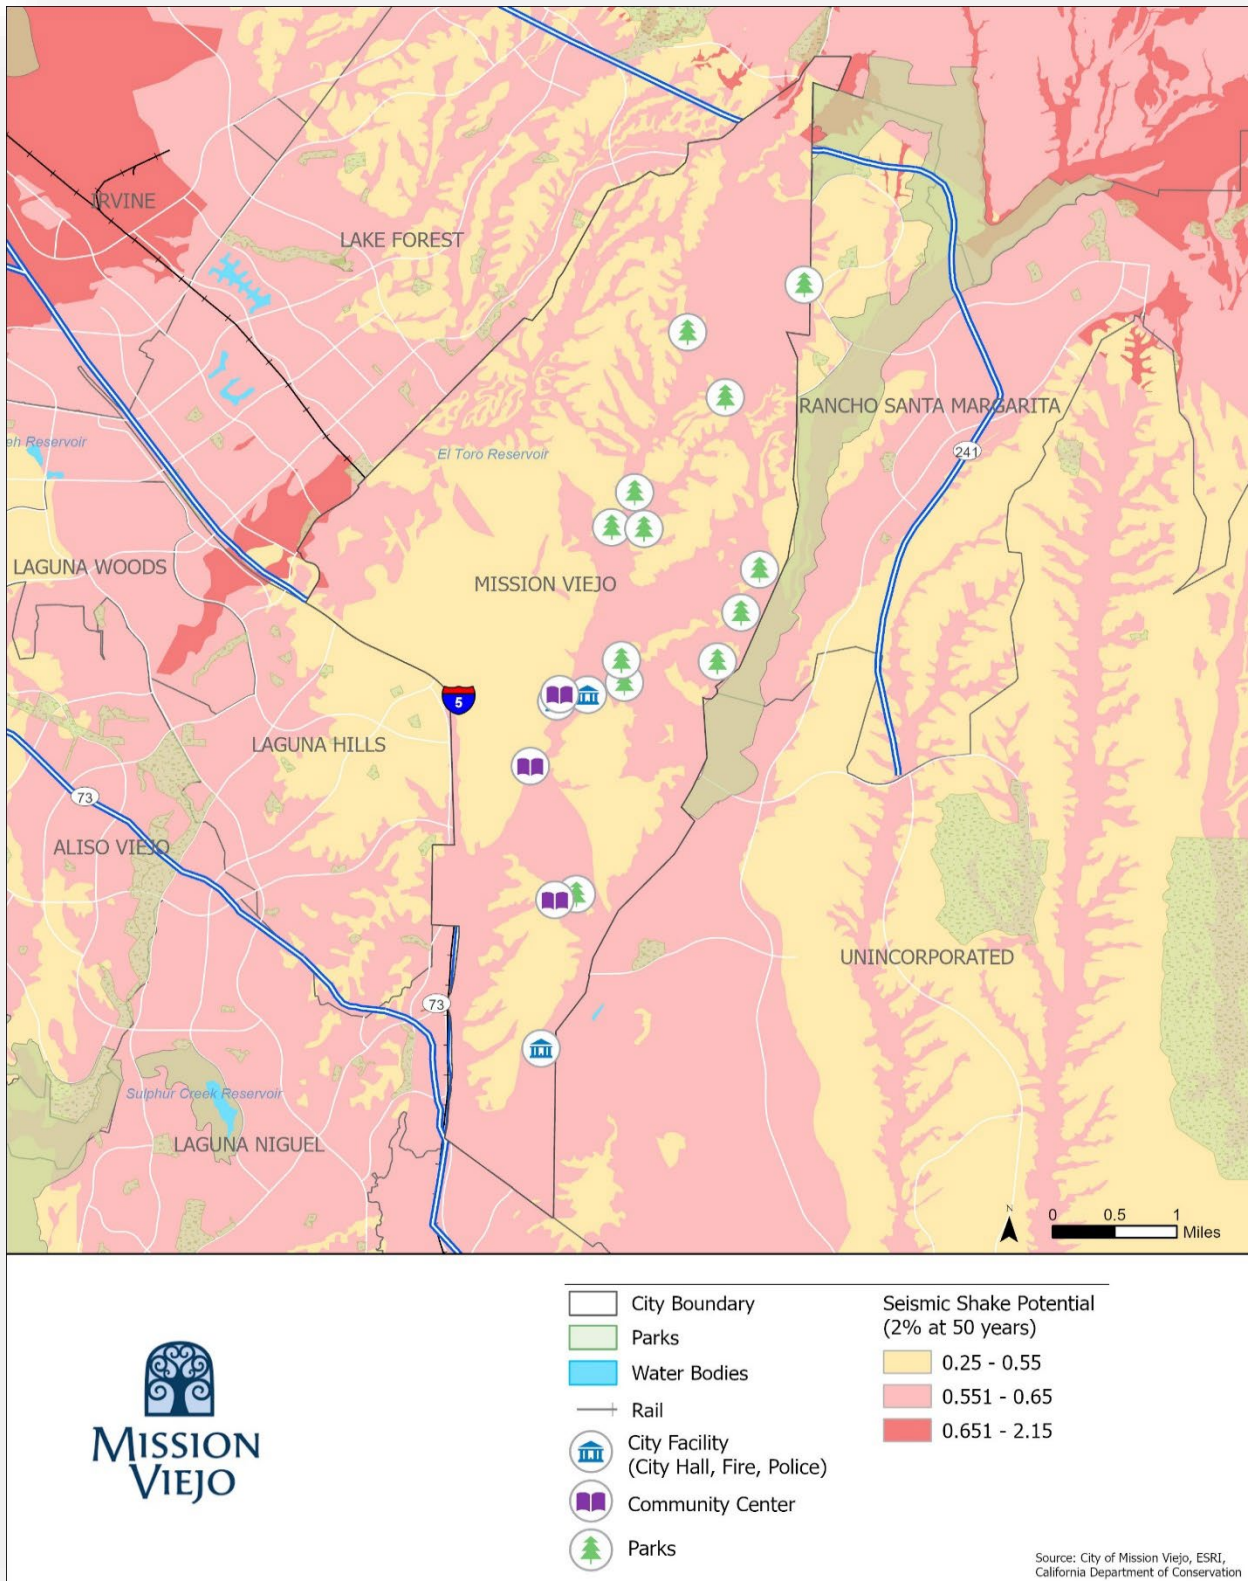 IRVINE
LAKE FOREST
RANCHO SANTA MARGARITA
eh Reservoir
El Toro Reservoir
241
LAGUNA WOODS
MISSION VIEJO
5
LAGUNA HILLS
73
ALISO VIEJO
UNINCORPORATED
73
Sulphur Creek Reservoir
LAGUNA NIGUEL
N
0 0.5 1
Miles
MISSION
VIEJO
City Boundary
Parks
Water Bodies
Rail
City Facility
(City Hall, Fire, Police)
Community Center
Parks
Seismic Shake Potential
(2% at 50 years)
0.25 - 0.55
0.551 - 0.65
0.651 - 2.15
Source: City of Mission Viejo, ESRI,
California Department of Conservation